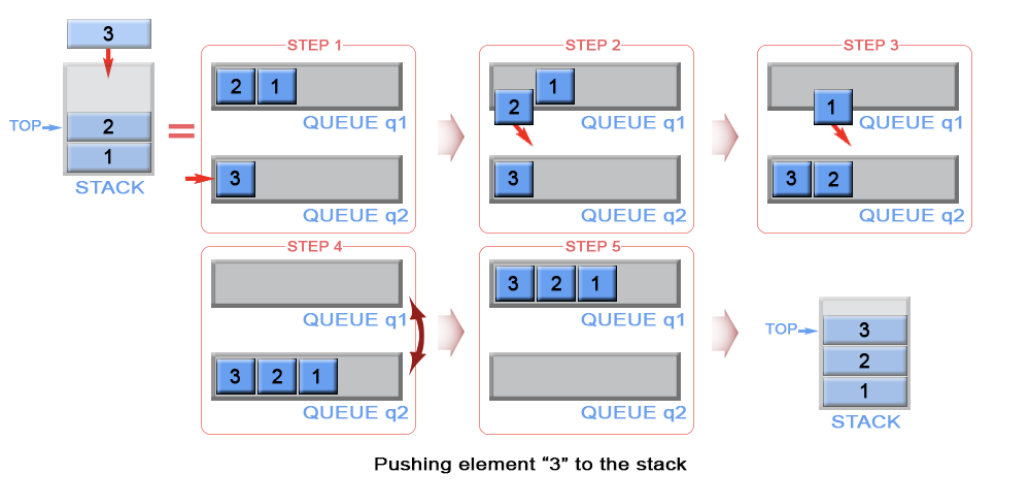 3
TOP
2
1
STACK
=
STEP 1
2 1
QUEUE q1
3
QUEUE q2
STEP 2
1
2
QUEUE q1
3
QUEUE q2
STEP 3
1
QUEUE q1
3 2
QUEUE q2
STEP 4
QUEUE q1
3 2 1
QUEUE q2
STEP 5
3 2 1
QUEUE q1
QUEUE q2
TOP
3
2
1
STACK
Pushing element “3” to the stack